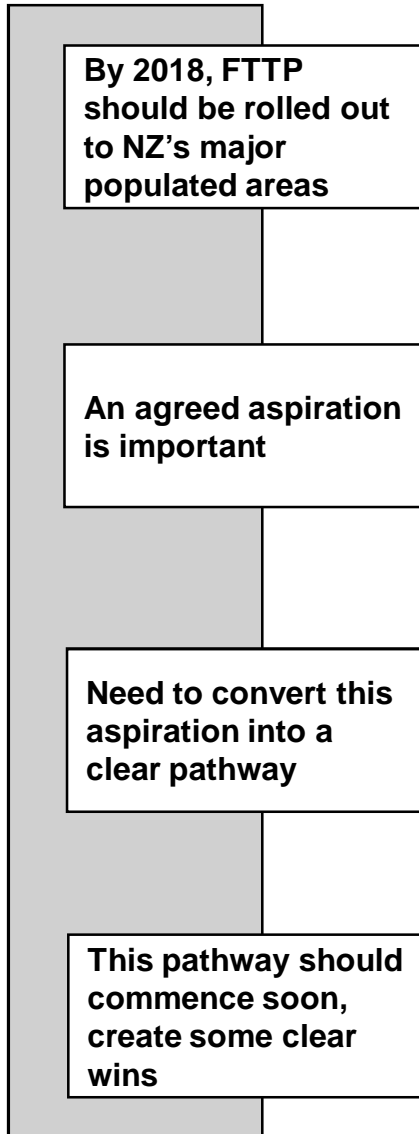 By 2018, FTTP
should be rolled out
to NZ’s major
populated areas
An agreed aspiration
is important
Need to convert this
aspiration into a
clear pathway
This pathway should
commence soon,
create some clear
wins